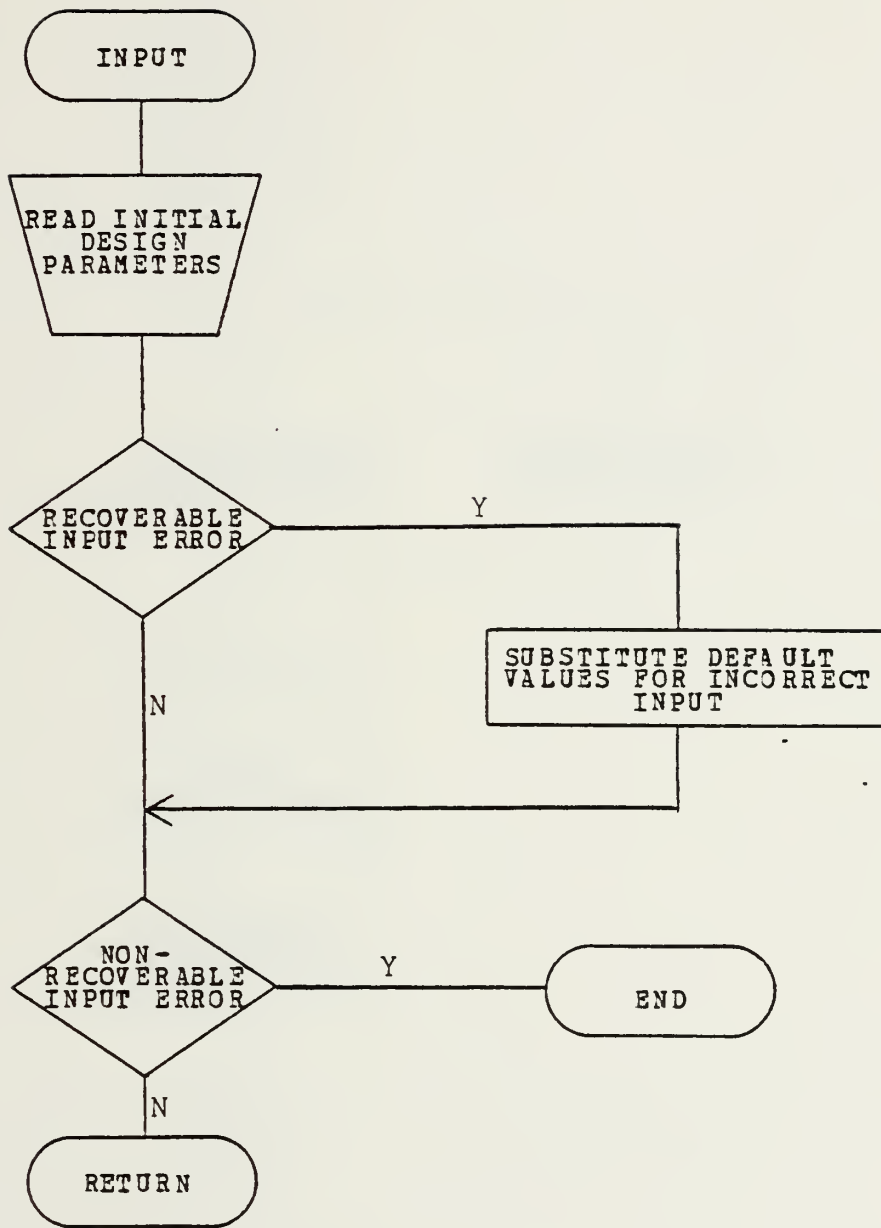 INPUT
READ INITIAL
DESIGN
PARAMETERS
RECOVERABLE
INPUT ERROR
Y
SUBSTITUTE DEFAULT
VALUES FOR INCORRECT
INPUT
N
NON-
RECOVERABLE
INPUT ERROR
Y
END
N
RETURN